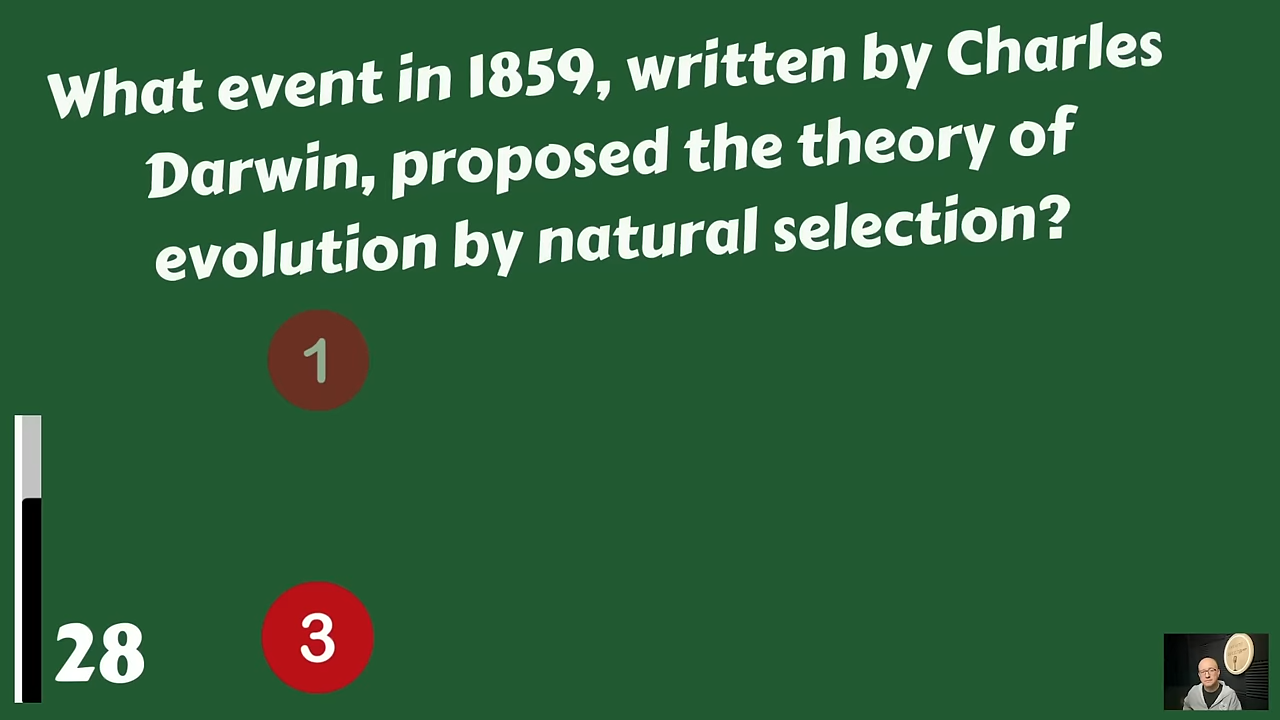 What event in 1859, written by Charles
Darwin, proposed the theory of
evolution by natural selection?
1
3
28